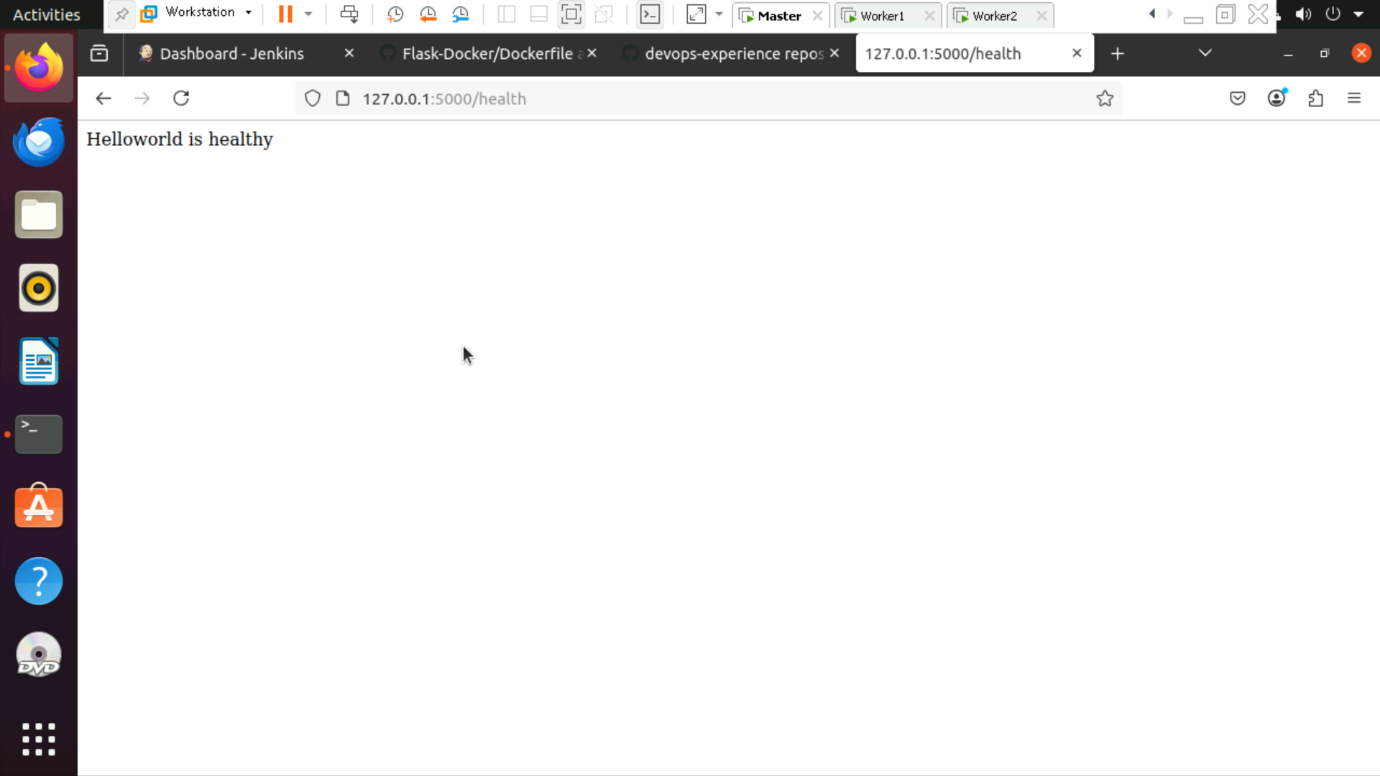 Activities
Workstation
Master
Worker1
Worker2
Dashboard - Jenkins
Flask-Docker/Dockerfile a
devops-experience repos
127.0.0.1:5000/health
127.0.0.1:5000/health
Helloworld is healthy
>_
A
?
DVD